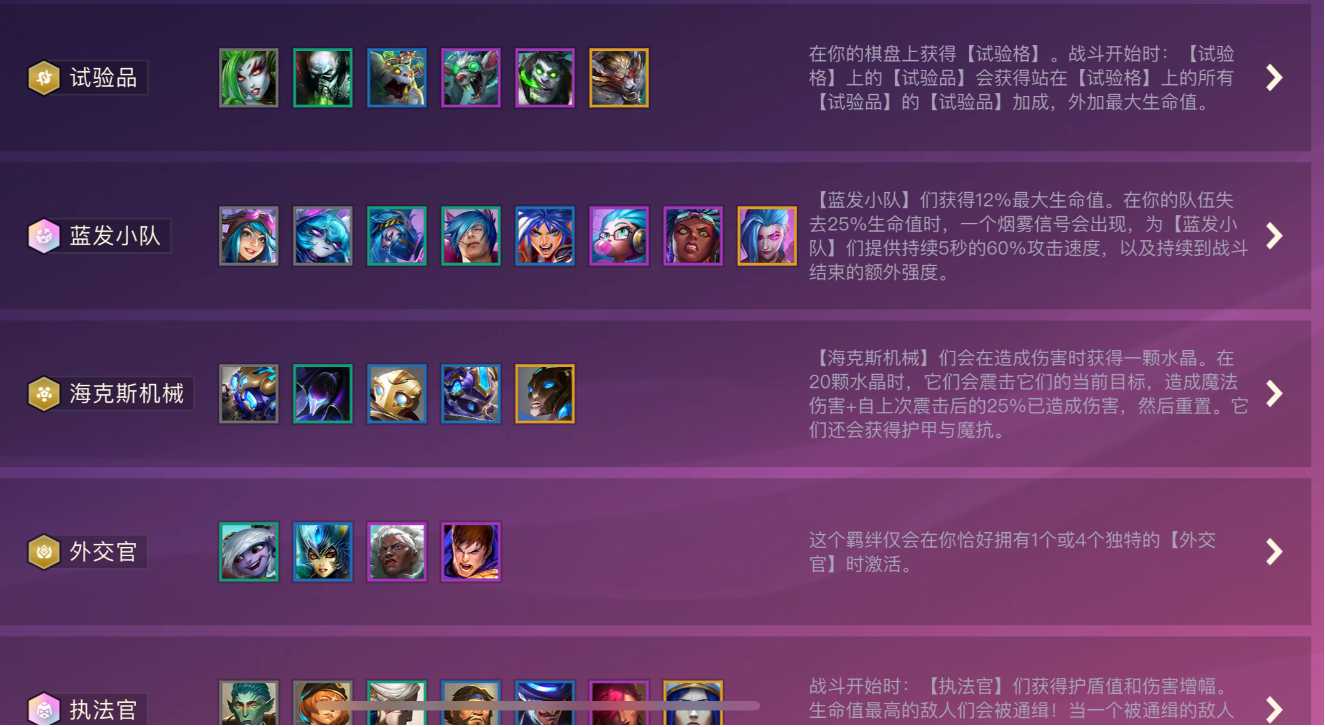 试验品
在你的棋盘上获得【试验格】。战斗开始时：【试验
格】上的【试验品】会获得站在【试验格】上的所有
【试验品】的【试验品】加成，外加最大生命值。
蓝发小队
【蓝发小队】们获得12%最大生命值。在你的队伍失
去25%生命值时，一个烟雾信号会出现，为【蓝发小
队】们提供持续5秒的60%攻击速度，以及持续到战斗
结束的额外强度。
海克斯机械
【海克斯机械】们会在造成伤害时获得一颗水晶。在
20颗水晶时，它们会震击它们的当前目标，造成魔法
伤害+自上次震击后的25%已造成伤害，然后重置。它
们还会获得护甲与魔抗。
外交官
这个羁绊仅会在你恰好拥有1个或4个独特的【外交
官】时激活。
执法官
战斗开始时：【执法官】们获得护盾值和伤害增幅。
生命值最高的敌人们会被通缉！当一个被通缉的敌人